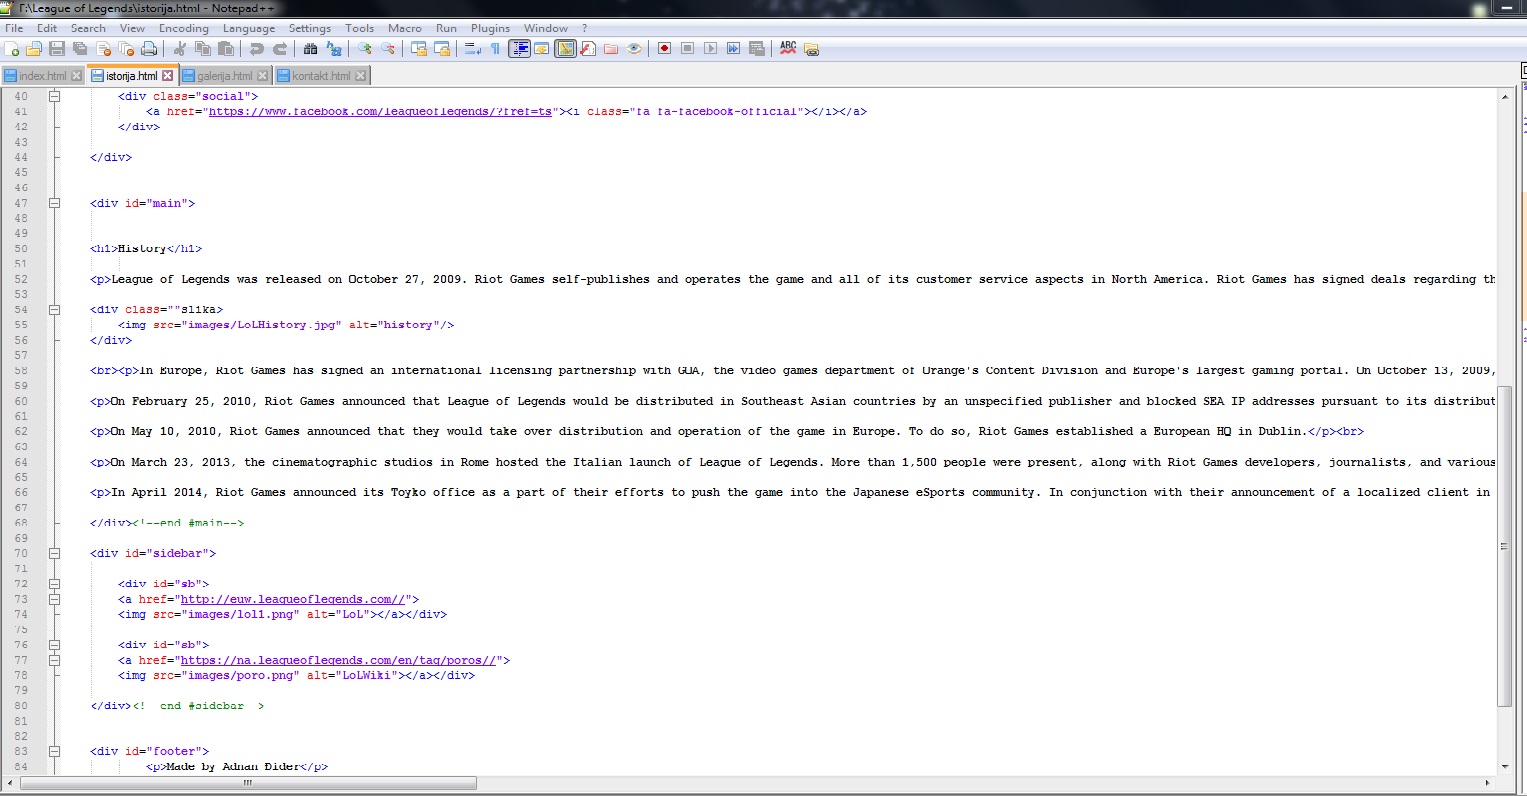 F:\League of Legends\istorija.html - Notepad++
File Edit Search View Encoding Language Settings Tools Macro Run Plugins Window ?
index.html istorija.html galerija.html kontakt.html
40 <div class="social">
41 <a href="https://www.facebook.com/leagueoflegends/?fref=ts"><i class="fa fa-facebook-official"></i></a>
42 </div>
43
44 </div>
45
46
47 <div id="main">
48
49
50 <h1>History</h1>
51
52 <p>League of Legends was released on October 27, 2009. Riot Games self-publishes and operates the game and all of its customer service aspects in North America. Riot Games has signed deals regarding th
53
54 <div class=""slika>
55 <img src="images/LoLHistory.jpg" alt="history"/>
56 </div>
57
58 <br><p>In Europe, Riot Games has signed an international licensing partnership with GOA, the video games department of Orange's Content Division and Europe's largest gaming portal. On October 13, 2009,
59
60 <p>On February 25, 2010, Riot Games announced that League of Legends would be distributed in Southeast Asian countries by an unspecified publisher and blocked SEA IP addresses pursuant to its distribut
61
62 <p>On May 10, 2010, Riot Games announced that they would take over distribution and operation of the game in Europe. To do so, Riot Games established a European HQ in Dublin.</p><br>
63
64 <p>On March 23, 2013, the cinematographic studios in Rome hosted the Italian launch of League of Legends. More than 1,500 people were present, along with Riot Games developers, journalists, and various
65
66 <p>In April 2014, Riot Games announced its Toyko office as a part of their efforts to push the game into the Japanese eSports community. In conjunction with their announcement of a localized client in
67
68 </div><!--end #main-->
69
70 <div id="sidebar">
71
72 <div id="sb">
73 <a href="http://euw.leagueoflegends.com//">
74 <img src="images/lol1.png" alt="LoL"></a></div>
75
76 <div id="sb">
77 <a href="https://na.leagueoflegends.com/en/tag/poros//">
78 <img src="images/poro.png" alt="LoLWiki"></a></div>
79
80 </div><!--end #sidebar-->
81
82
83 <div id="footer">
84 <p>Made by Adnan Đider</p>